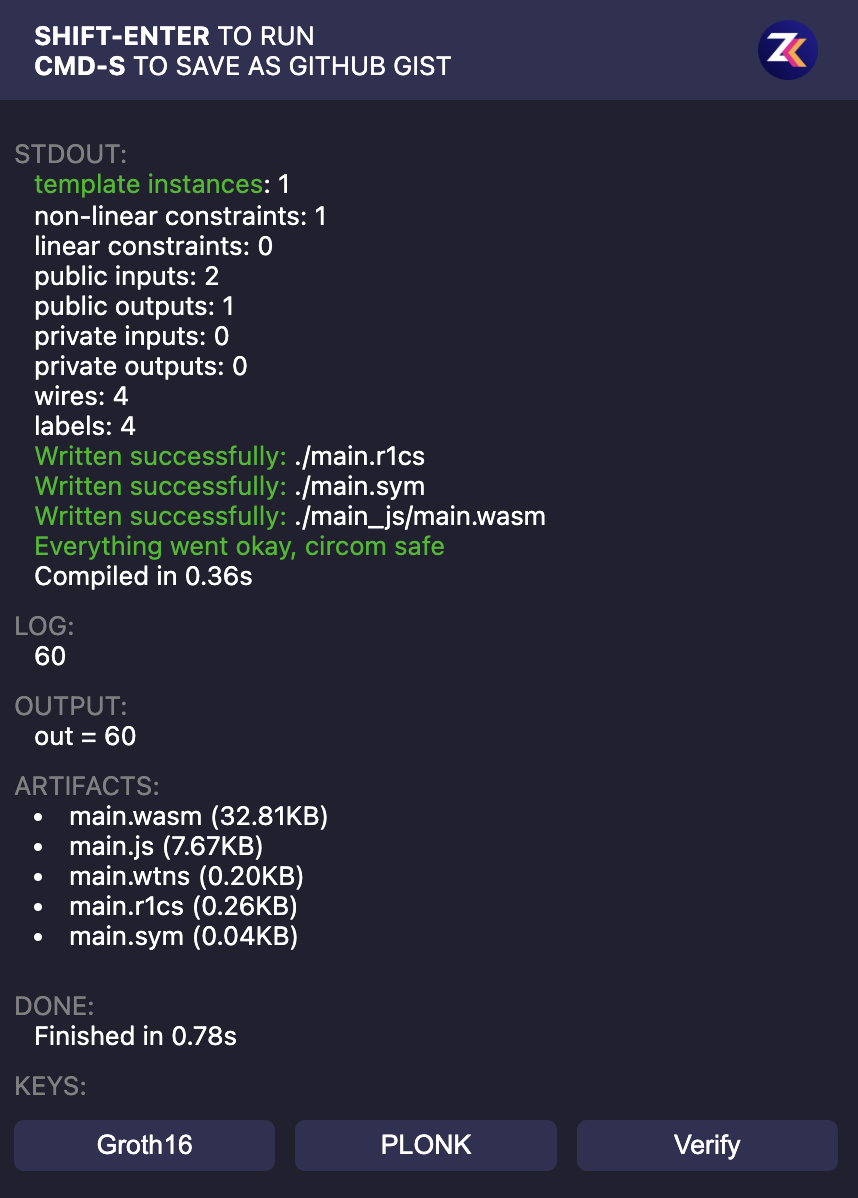 SHIFT-ENTER TO RUN
CMD-S TO SAVE AS GITHUB GIST
STDOUT:
template instances: 1
non-linear constraints: 1
linear constraints: 0
public inputs: 2
public outputs: 1
private inputs: 0
private outputs: 0
wires: 4
labels: 4
Written successfully: ./main.r1cs
Written successfully: ./main.sym
Written successfully: ./main_js/main.wasm
Everything went okay, circom safe
Compiled in 0.36s
LOG:
60
OUTPUT:
out = 60
ARTIFACTS:
• main.wasm (32.81KB)
• main.js (7.67KB)
• main.wtns (0.20KB)
• main.r1cs (0.26KB)
• main.sym (0.04KB)
DONE:
Finished in 0.78s
KEYS:
Groth16 PLONK Verify